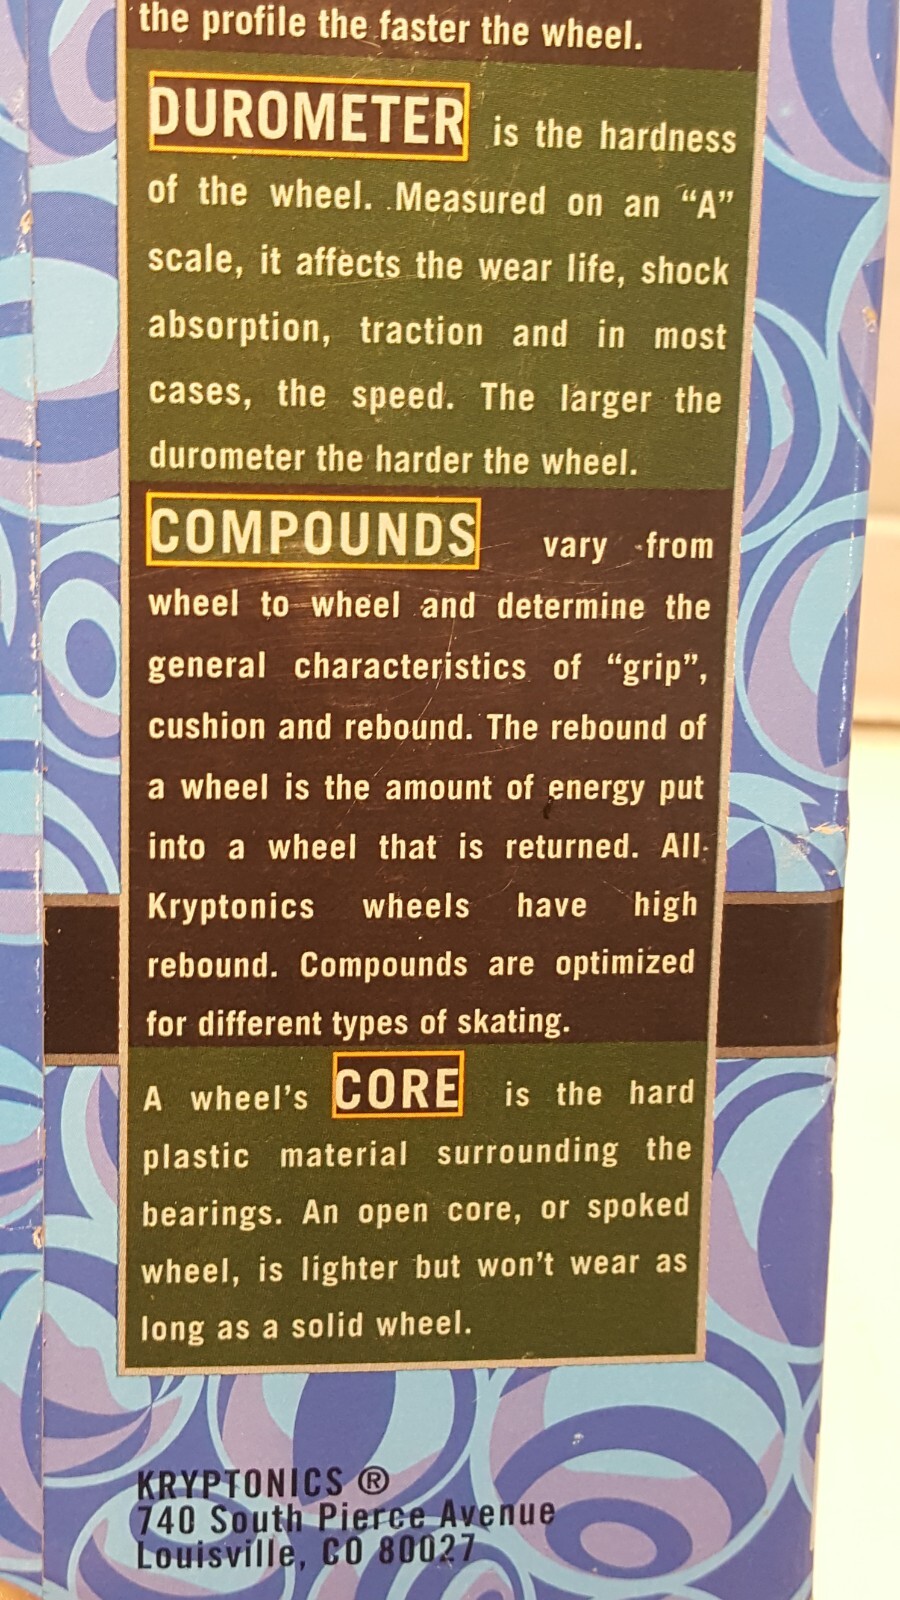 the profile the faster the wheel.
DUROMETER is the hardness
of the wheel. Measured on an “A”
scale, it affects the wear life, shock
absorption, traction and in most
cases, the speed. The larger the
durometer the harder the wheel.
COMPOUNDS vary from
wheel to wheel and determine the
general characteristics of “grip”,
cushion and rebound. The rebound of
a wheel is the amount of energy put
into a wheel that is returned. All
Kryptonics wheels have high
rebound. Compounds are optimized
for different types of skating.
A wheel’s CORE is the hard
plastic material surrounding the
bearings. An open core, or spoked
wheel, is lighter but won’t wear as
long as a solid wheel.
KRYPTONICS ®
740 South Pierce Avenue
Louisville, CO 80027